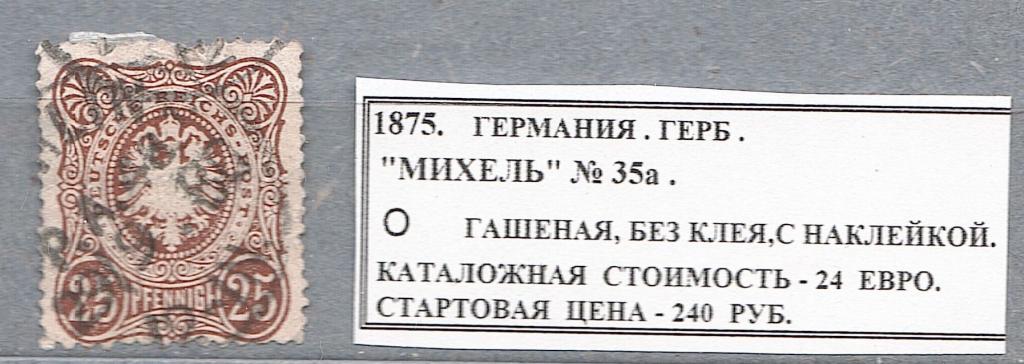 DEUTSCHE REICHS-POST
25 PFENNIG 25
1875. ГЕРМАНИЯ . ГЕРБ .
"МИХЕЛЬ" № 35а .
О ГАШЕНАЯ, БЕЗ КЛЕЯ,С НАКЛЕЙКОЙ.
КАТАЛОЖНАЯ СТОИМОСТЬ - 24 ЕВРО.
СТАРТОВАЯ ЦЕНА - 240 РУБ.